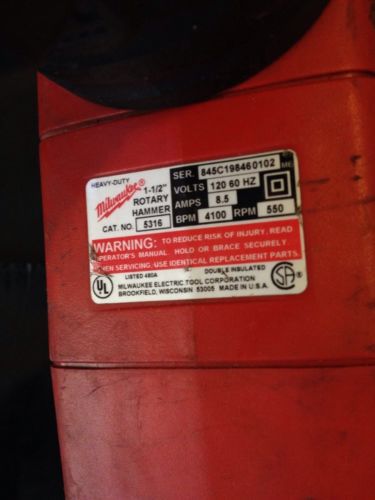 HEAVY-DUTY
Milwaukee®
1-1/2"
ROTARY
HAMMER
CAT. NO. 5316
SER. 845C198460102
VOLTS 120 60 HZ
AMPS 8.5
BPM 4100 RPM 550
WARNING: TO REDUCE RISK OF INJURY, READ
OPERATOR'S MANUAL. HOLD OR BRACE SECURELY.
WHEN SERVICING, USE IDENTICAL REPLACEMENT PARTS.
LISTED 480A DOUBLE INSULATED
UL
MILWAUKEE ELECTRIC TOOL CORPORATION
BROOKFIELD, WISCONSIN 53005 MADE IN U.S.A.
SA®